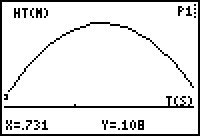 HT(M) P1
T(S)
X=.731 Y=.108